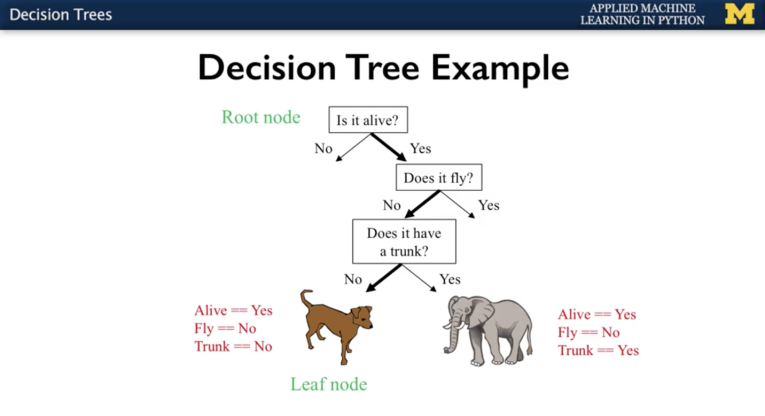 Decision Trees
APPLIED MACHINE
LEARNING IN PYTHON
M
Decision Tree Example
Root node
Is it alive?
No
Yes
Does it fly?
No
Yes
Does it have
a trunk?
No
Yes
Alive == Yes
Fly == No
Trunk == No
Alive == Yes
Fly == No
Trunk == Yes
Leaf node